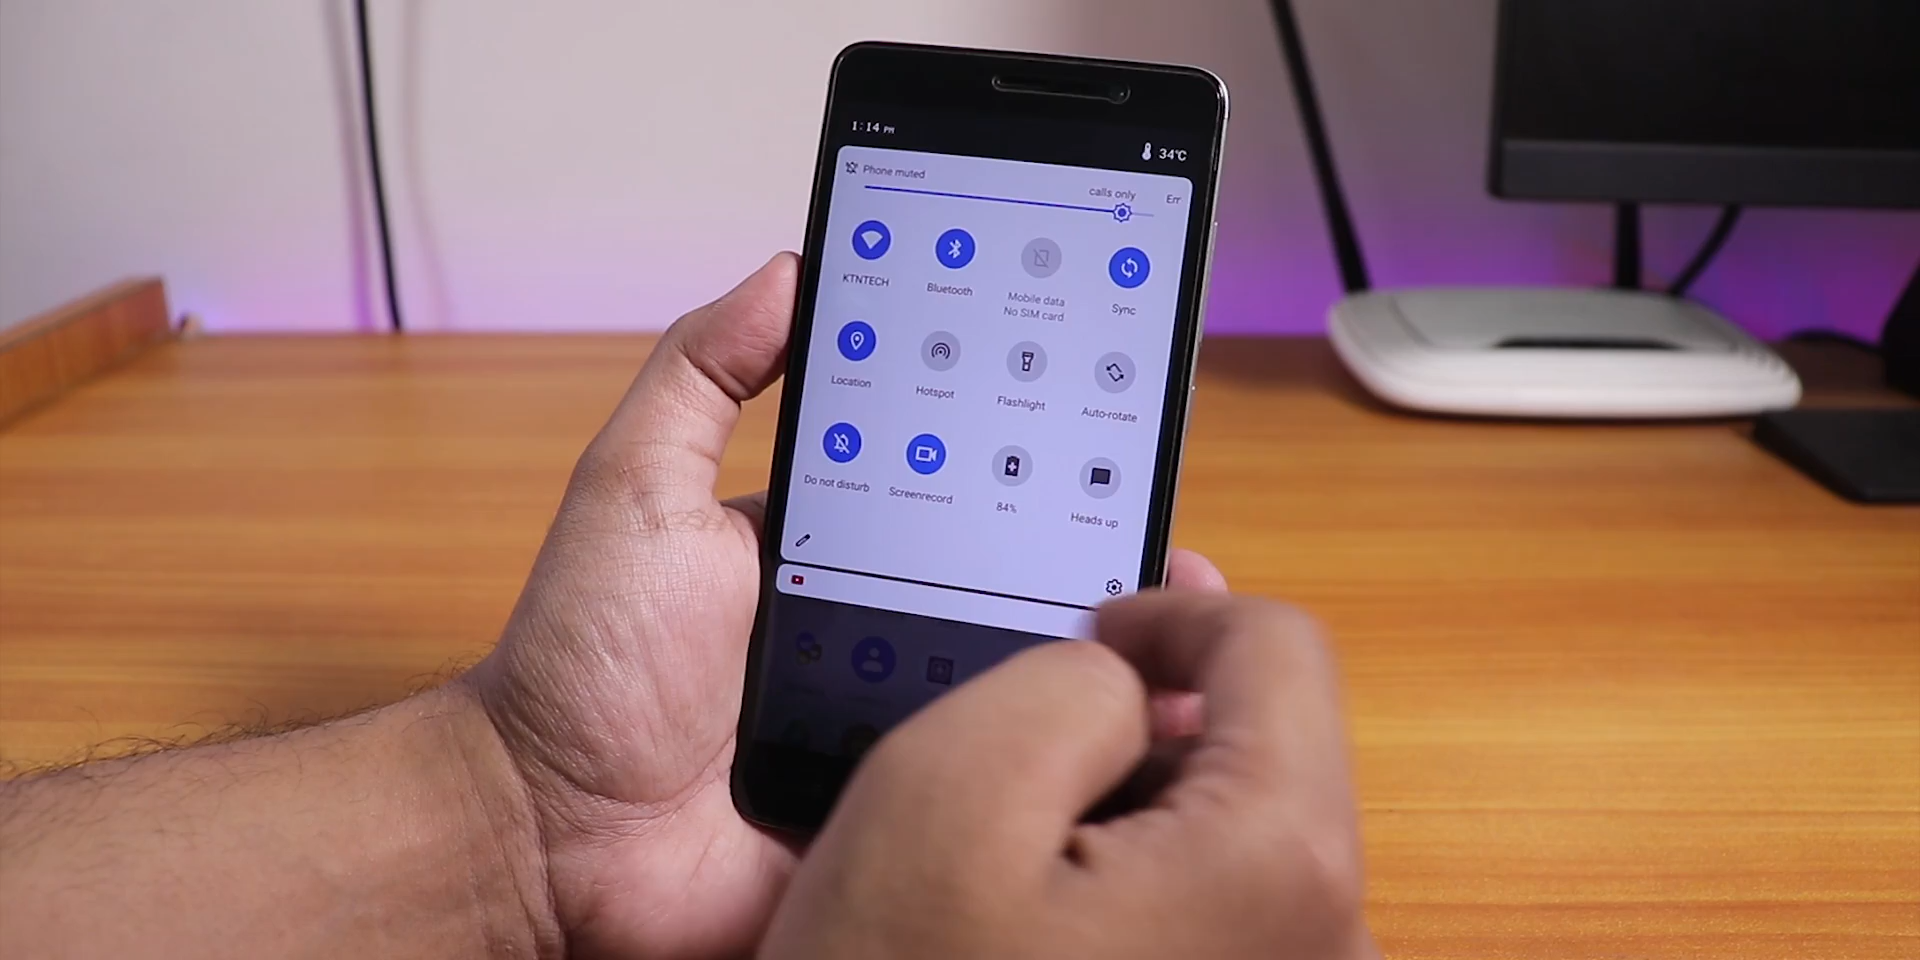 1:14 PM
34°C
Phone muted
calls only
KTNTECH
Bluetooth
Mobile data
No SIM card
Sync
Location
Hotspot
Flashlight
Auto-rotate
Do not disturb
Screenrecord
84%
Heads up